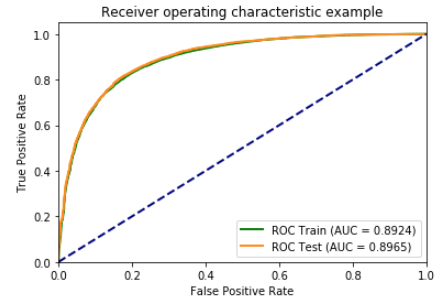 Receiver operating characteristic example
1.0
0.8
0.6
0.4
0.2
0.0
True Positive Rate
ROC Train (AUC = 0.8924)
ROC Test (AUC = 0.8965)
0.0 0.2 0.4 0.6 0.8 1.0
False Positive Rate